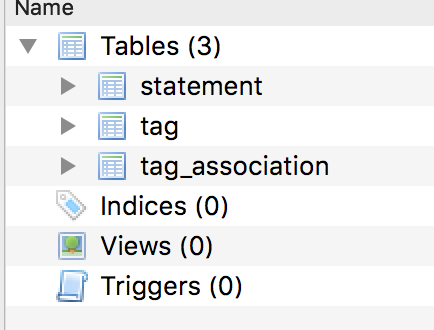 Name
Tables (3)
statement
tag
tag_association
Indices (0)
Views (0)
Triggers (0)